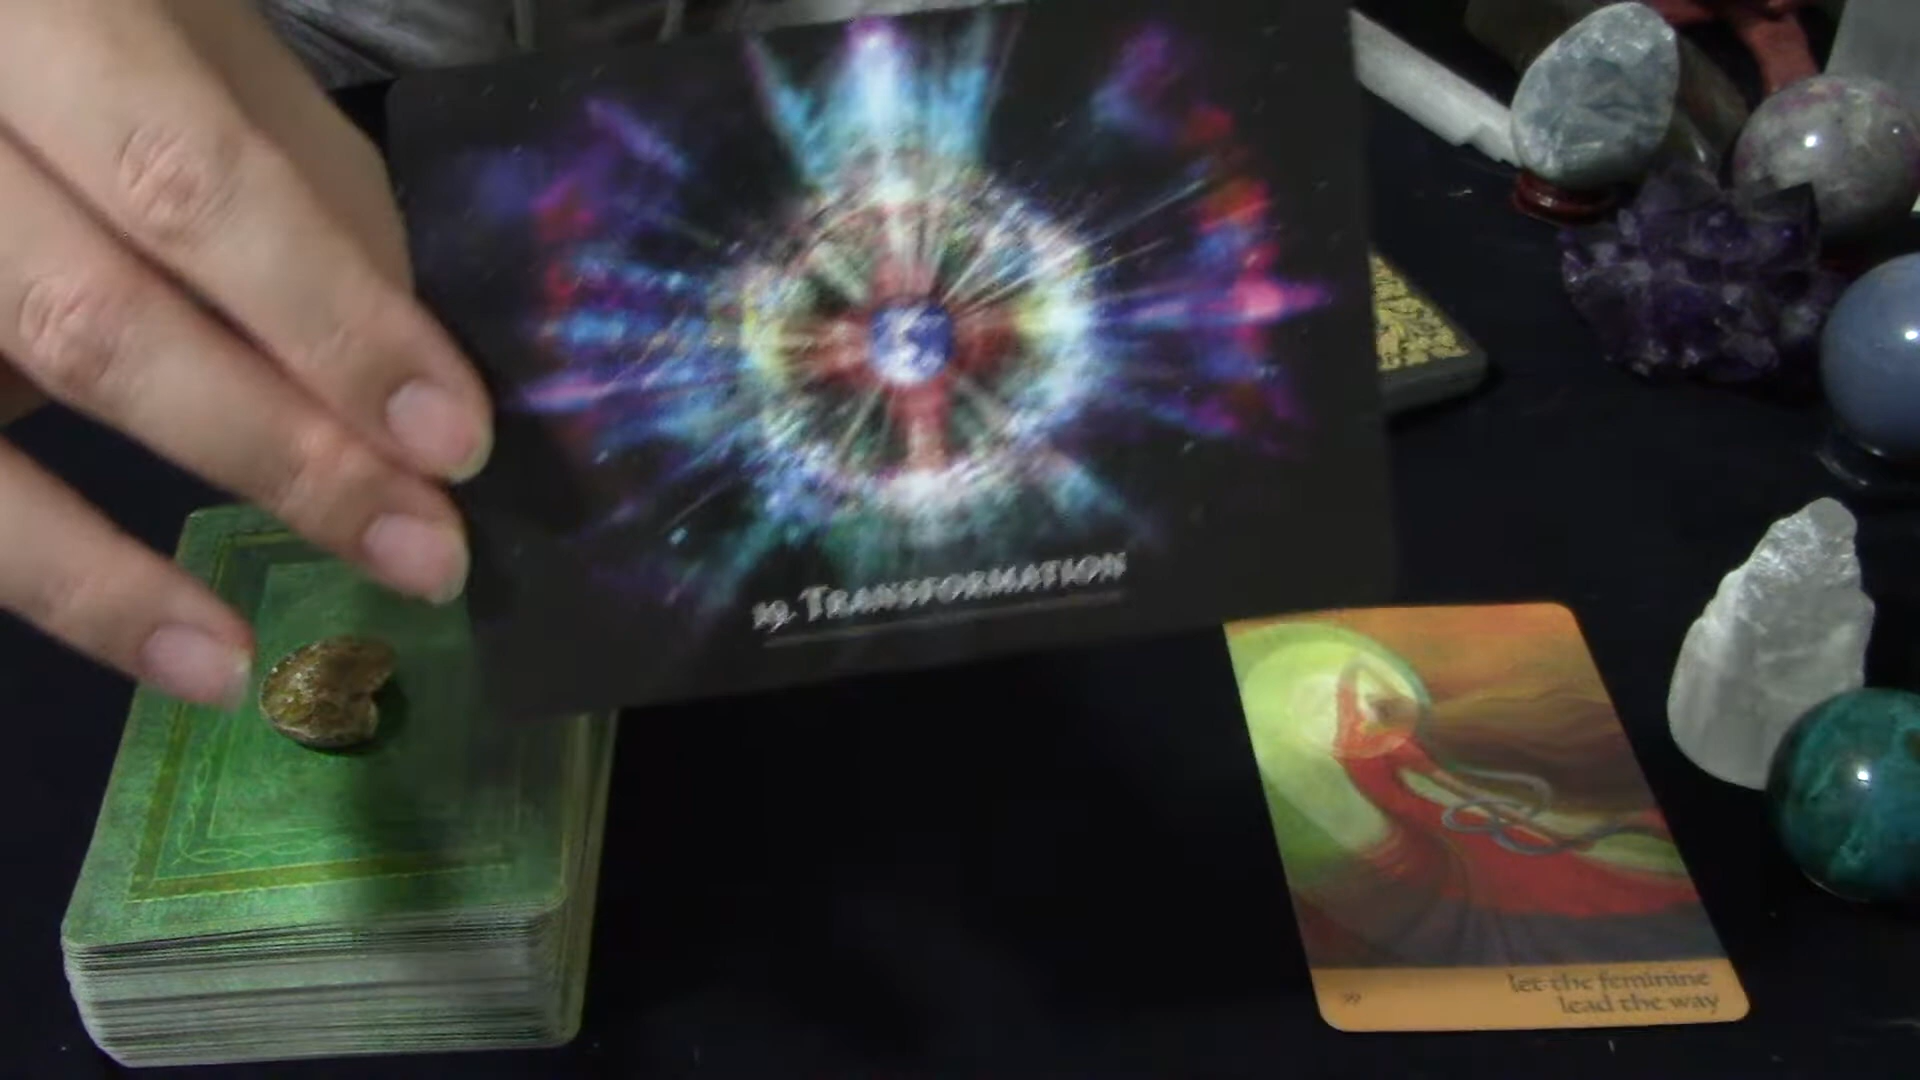 19. Transformation
let the feminine
lead the way